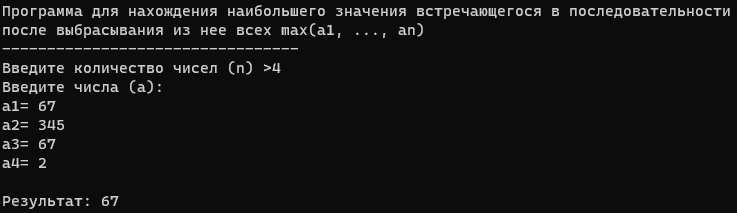 Программа для нахождения наибольшего значения встречающегося в последовательности
после выбрасывания из нее всех max(a1, ..., an)
---------------------------------
Введите количество чисел (n) >4
Введите числа (a):
a1= 67
a2= 345
a3= 67
a4= 2
Результат: 67